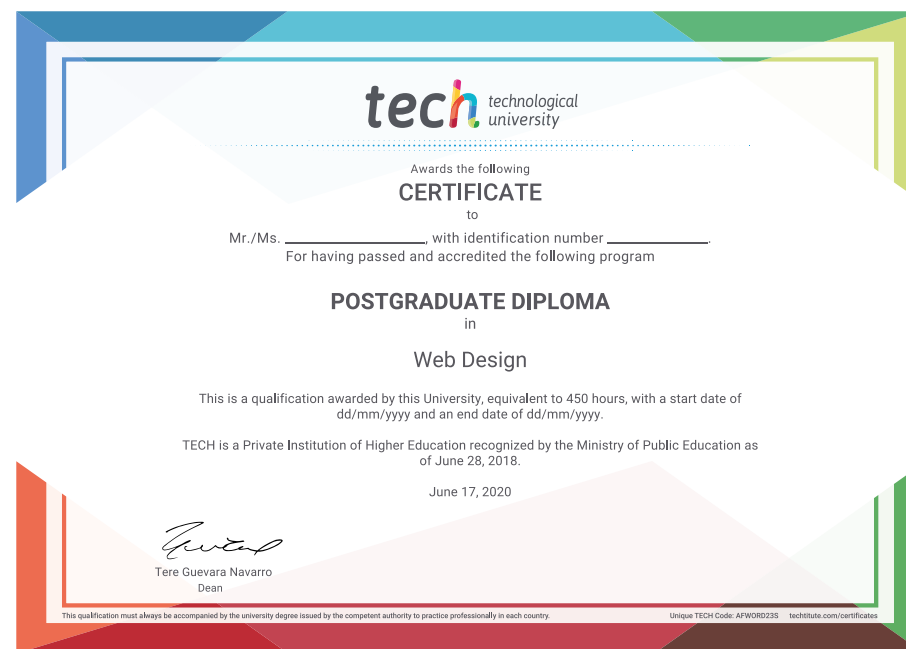 tech technological
university
Awards the following
CERTIFICATE
to
Mr./Ms. ____________________, with identification number ______________.
For having passed and accredited the following program
POSTGRADUATE DIPLOMA
in
Web Design
This is a qualification awarded by this University, equivalent to 450 hours, with a start date of
dd/mm/yyyy and an end date of dd/mm/yyyy.
TECH is a Private Institution of Higher Education recognized by the Ministry of Public Education as
of June 28, 2018.
June 17, 2020
Tere Guevara Navarro
Dean
This qualification must always be accompanied by the university degree issued by the competent authority to practice professionally in each country. Unique TECH Code: AFWORD23S techtitute.com/certificates